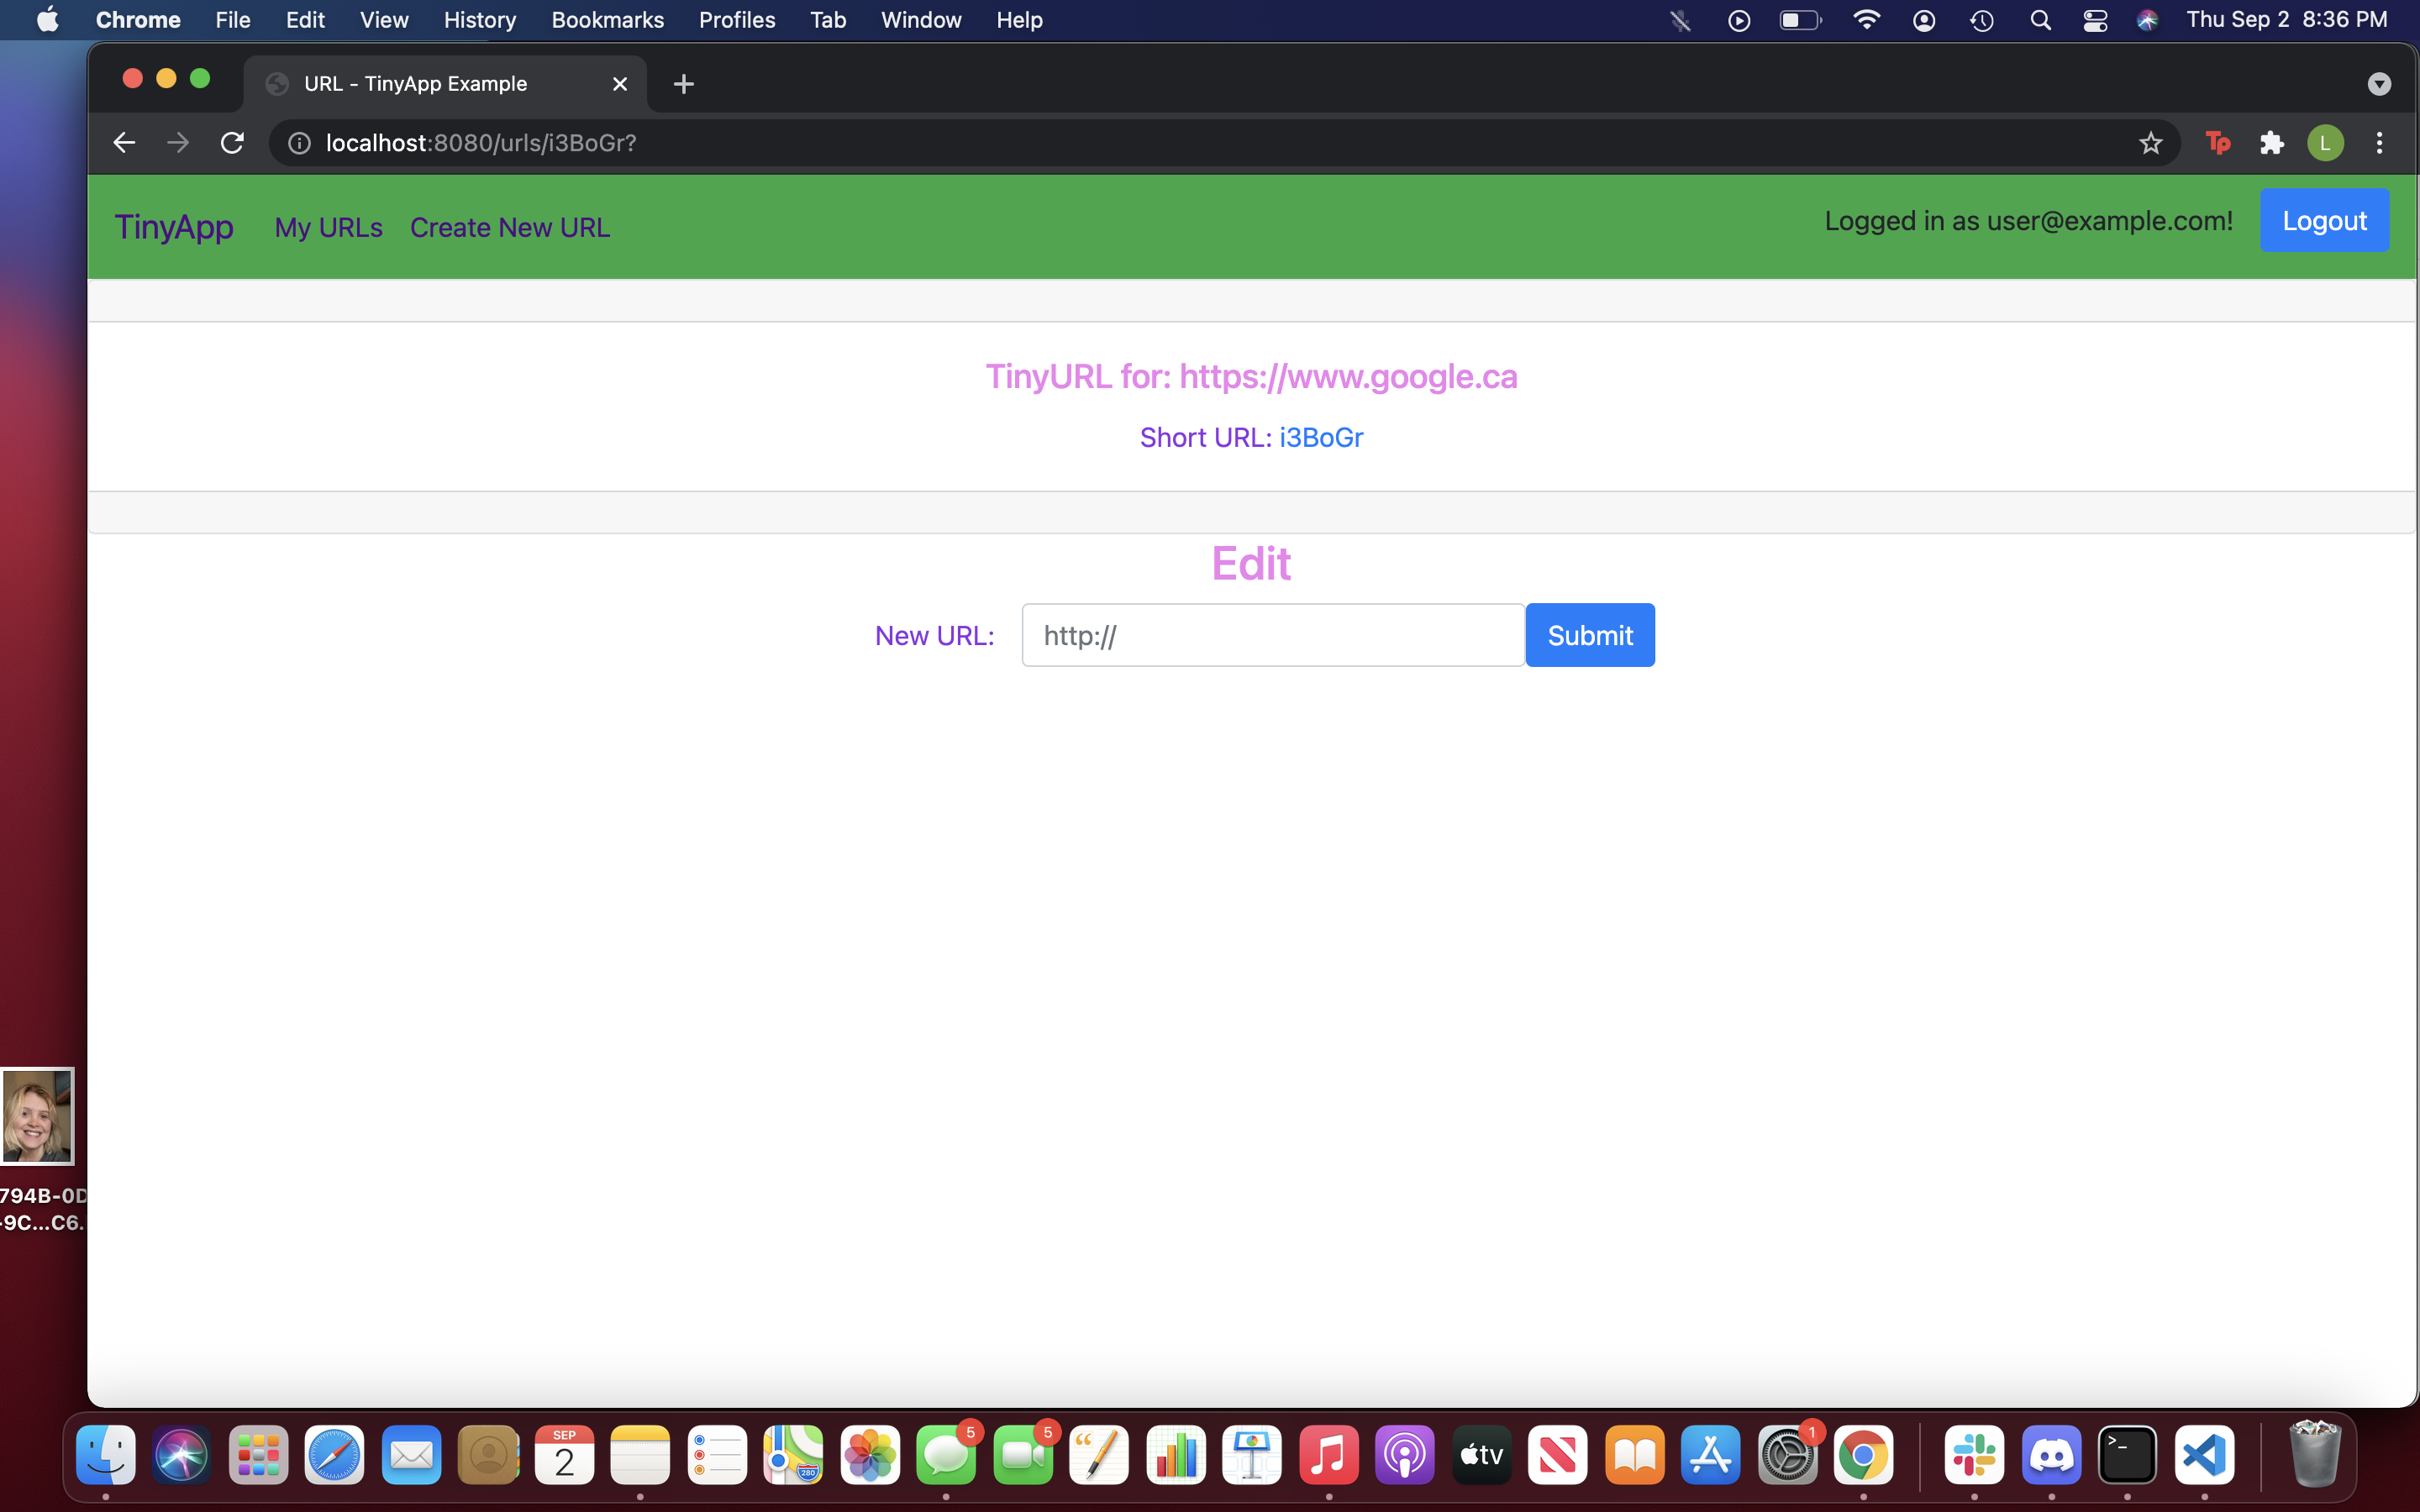 Chrome File Edit View History Bookmarks Profiles Tab Window Help Thu Sep 2 8:36 PM
URL - TinyApp Example
localhost:8080/urls/i3BoGr? Tp L
TinyApp My URLs Create New URL Logged in as user@example.com! Logout
TinyURL for: https://www.google.ca
Short URL: i3BoGr
Edit
New URL: http:// Submit
794B-0D
-9C...C6.
SEP 5 5 1
2 280 tv >_